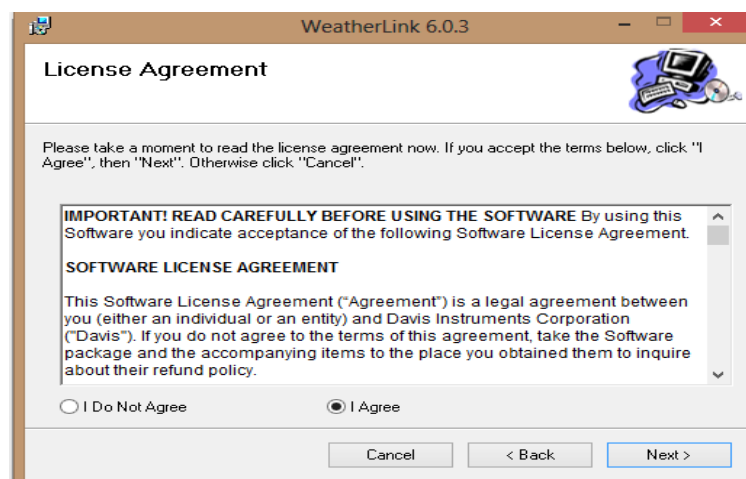 WeatherLink 6.0.3
License Agreement
Please take a moment to read the license agreement now. If you accept the terms below, click "I
Agree", then "Next". Otherwise click "Cancel".
IMPORTANT! READ CAREFULLY BEFORE USING THE SOFTWARE By using this
Software you indicate acceptance of the following Software License Agreement.
SOFTWARE LICENSE AGREEMENT
This Software License Agreement (“Agreement”) is a legal agreement between
you (either an individual or an entity) and Davis Instruments Corporation
("Davis"). If you do not agree to the terms of this agreement, take the Software
package and the accompanying items to the place you obtained them to inquire
about their refund policy.
I Do Not Agree
I Agree
Cancel
< Back
Next >